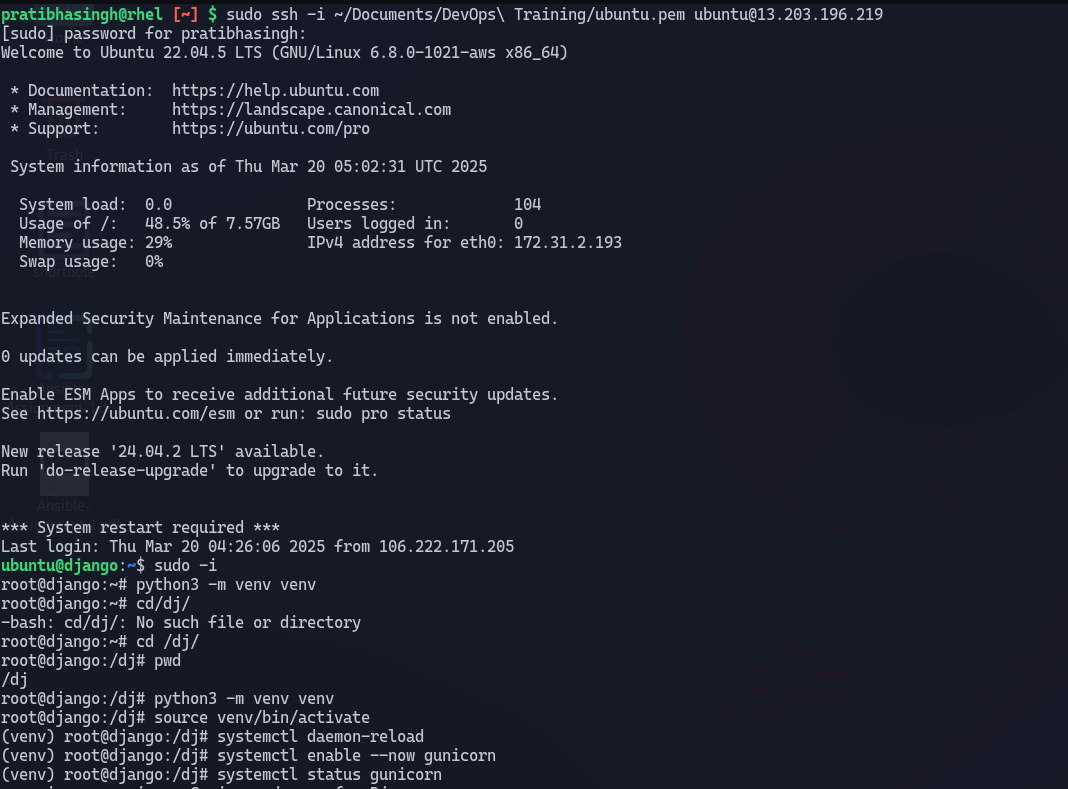 pratibhasingh@rhel [~] $ sudo ssh -i ~/Documents/DevOps\ Training/ubuntu.pem ubuntu@13.203.196.219
[sudo] password for pratibhasingh:
Welcome to Ubuntu 22.04.5 LTS (GNU/Linux 6.8.0-1021-aws x86_64)
* Documentation:  https://help.ubuntu.com
* Management:     https://landscape.canonical.com
* Support:        https://ubuntu.com/pro
Trash
System information as of Thu Mar 20 05:02:31 UTC 2025
System load:  0.0               Processes:             104
Usage of /:   48.5% of 7.57GB   Users logged in:       0
Memory usage: 29%               IPv4 address for eth0: 172.31.2.193
Swap usage:   0%
shortnote
Expanded Security Maintenance for Applications is not enabled.
0 updates can be applied immediately.
Enable ESM Apps to receive additional future security updates.
See https://ubuntu.com/esm or run: sudo pro status
New release '24.04.2 LTS' available.
Run 'do-release-upgrade' to upgrade to it.
Ansible-
*** System restart required ***
Last login: Thu Mar 20 04:26:06 2025 from 106.222.171.205
ubuntu@django:~$ sudo -i
root@django:~# python3 -m venv venv
root@django:~# cd/dj/
-bash: cd/dj/: No such file or directory
root@django:~# cd /dj/
root@django:/dj# pwd
/dj
root@django:/dj# python3 -m venv venv
root@django:/dj# source venv/bin/activate
(venv) root@django:/dj# systemctl daemon-reload
(venv) root@django:/dj# systemctl enable --now gunicorn
(venv) root@django:/dj# systemctl status gunicorn